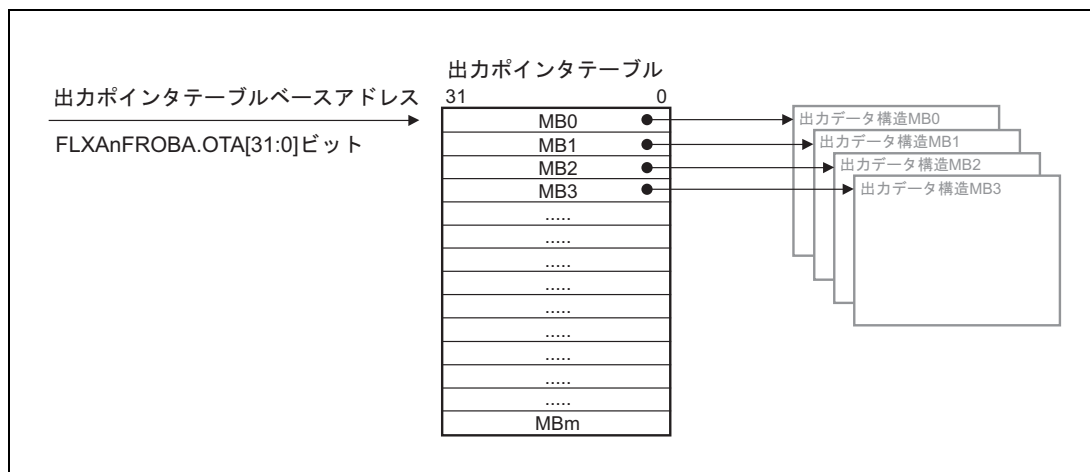 出力ポインタテーブル
出力ポインタテーブルベースアドレス
31 0
FLXAnFROBA.OTA[31:0]ビット
MB0
MB1
MB2
MB3
.....
.....
.....
.....
.....
.....
.....
.....
.....
MBm
出力データ構造MB0
出力データ構造MB1
出力データ構造MB2
出力データ構造MB3